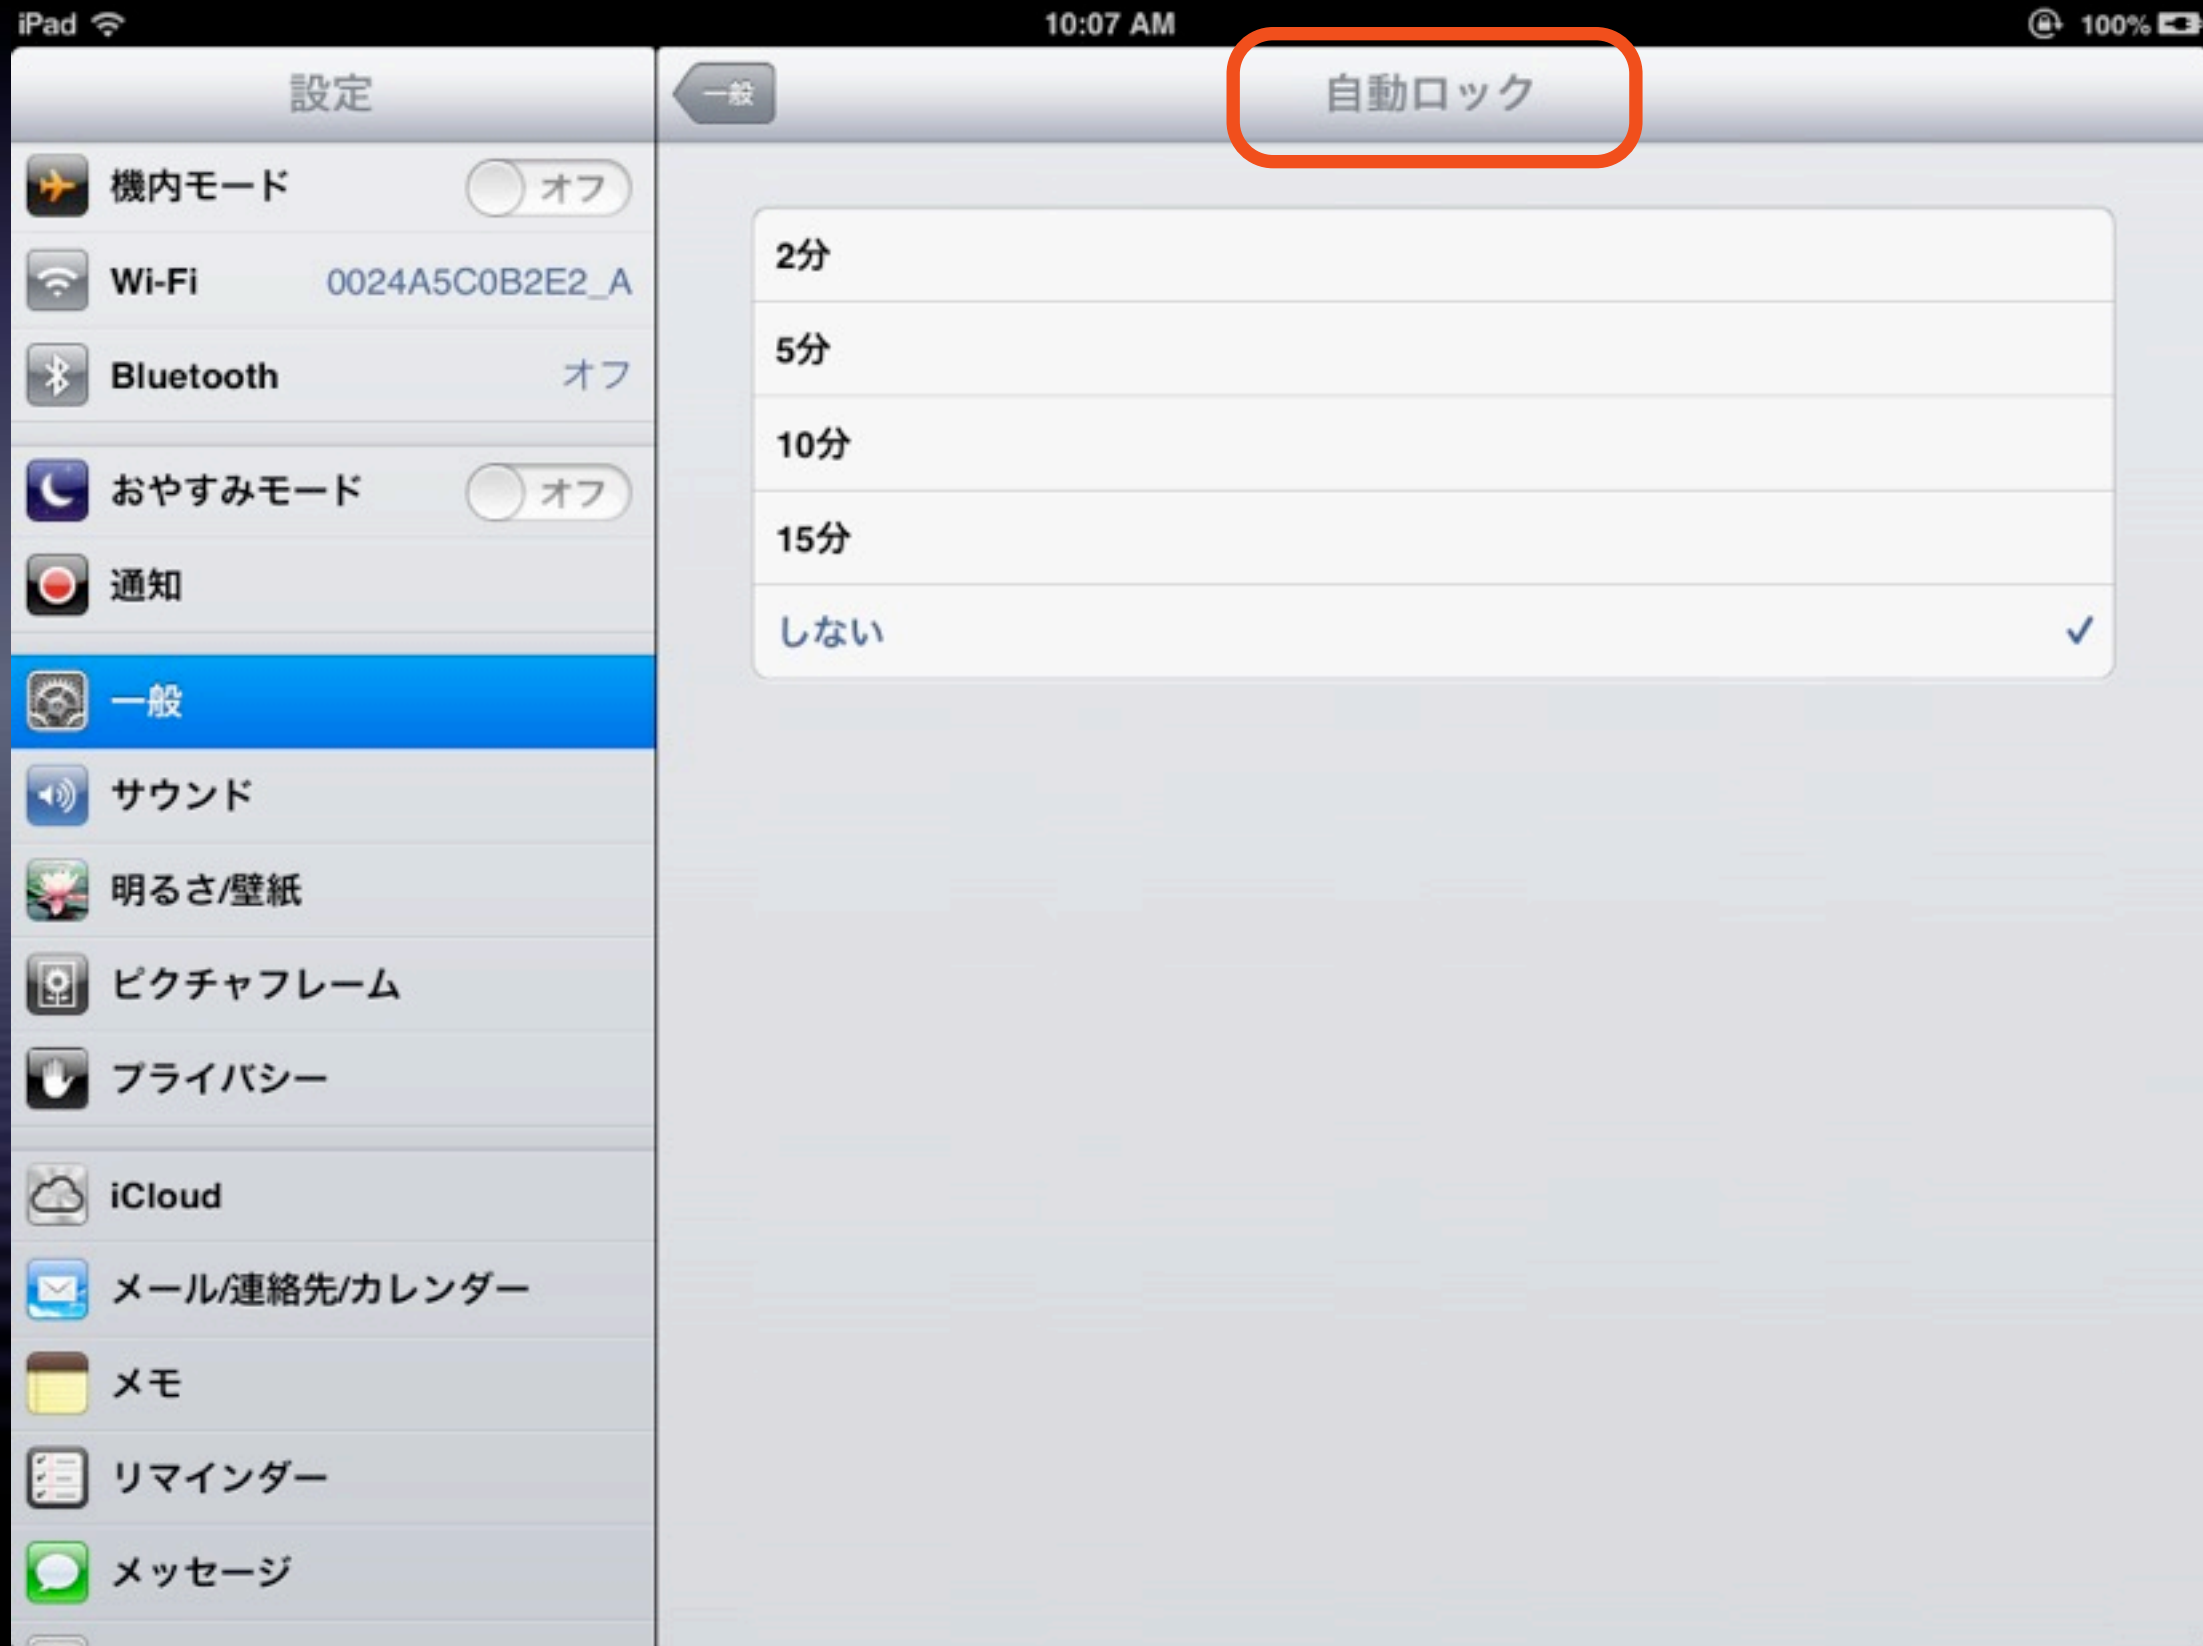 iPad
10:07 AM
100%
設定
機内モード オフ
Wi-Fi 0024A5C0B2E2_A
Bluetooth オフ
おやすみモード オフ
通知
一般
サウンド
明るさ/壁紙
ピクチャフレーム
プライバシー
iCloud
メール/連絡先/カレンダー
メモ
リマインダー
メッセージ
一般
自動ロック
2分
5分
10分
15分
しない